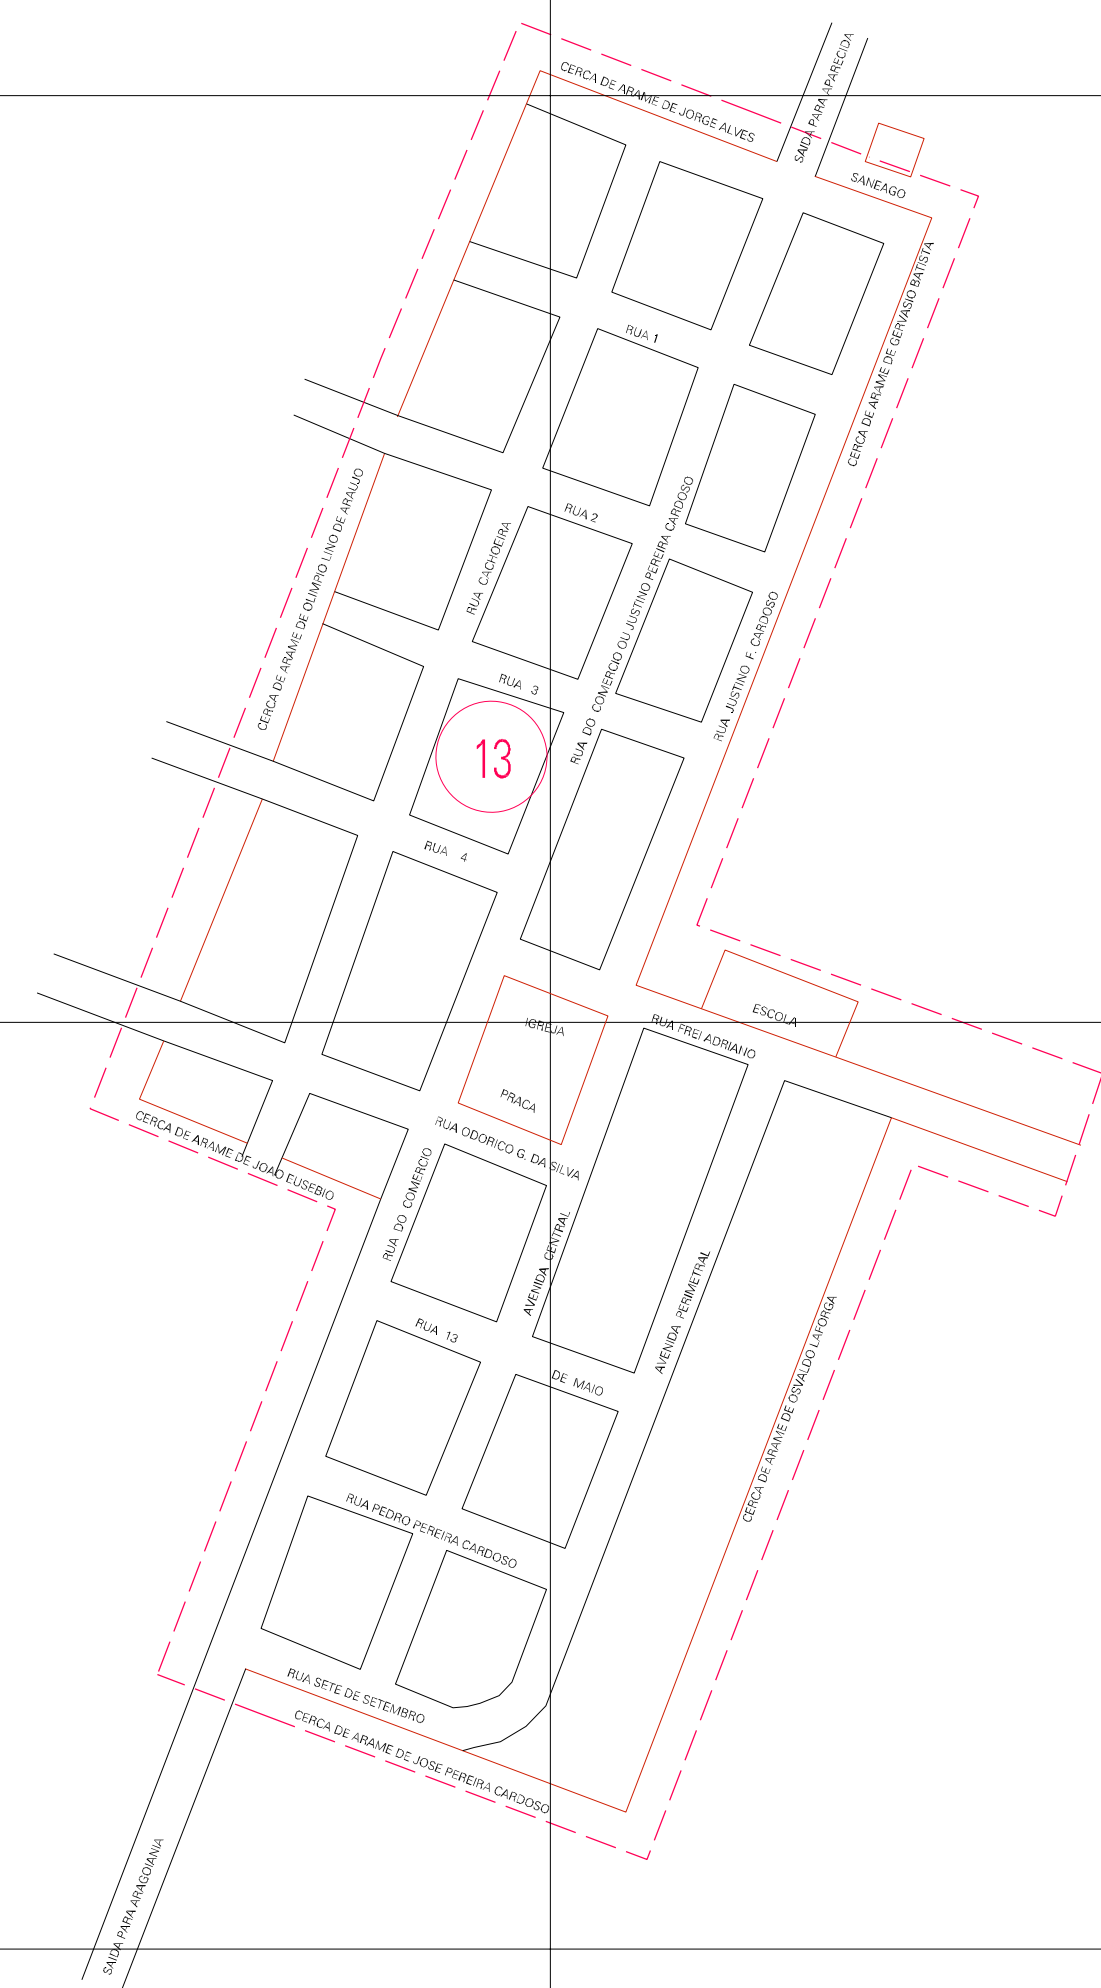 SAIDA PARA APARECIDA
CERCA DE ARAME DE JORGE ALVES
SANEAGO
CERCA DE ARAME DE GERVASIO BATISTA
RUA 1
RUA 2
RUA CACHOEIRA
RUA DO COMERCIO OU JUSTINO PEREIRA CARDOSO
CERCA DE ARAME DE OLIMPIO LINO DE ARAUJO
RUA JUSTINO F. CARDOSO
RUA 3
13
RUA 4
ESCOLA
IGREJA
RUA FREI ADRIANO
PRACA
CERCA DE ARAME DE JOAO EUSEBIO
RUA ODORICO G. DA SILVA
RUA DO COMERCIO
AVENIDA CENTRAL
AVENIDA PERIMETRAL
CERCA DE ARAME DE OSVALDO LAFORGA
RUA 13
DE MAIO
RUA PEDRO PEREIRA CARDOSO
RUA SETE DE SETEMBRO
CERCA DE ARAME DE JOSE PEREIRA CARDOSO
SAIDA PARA ARAGOIANIA